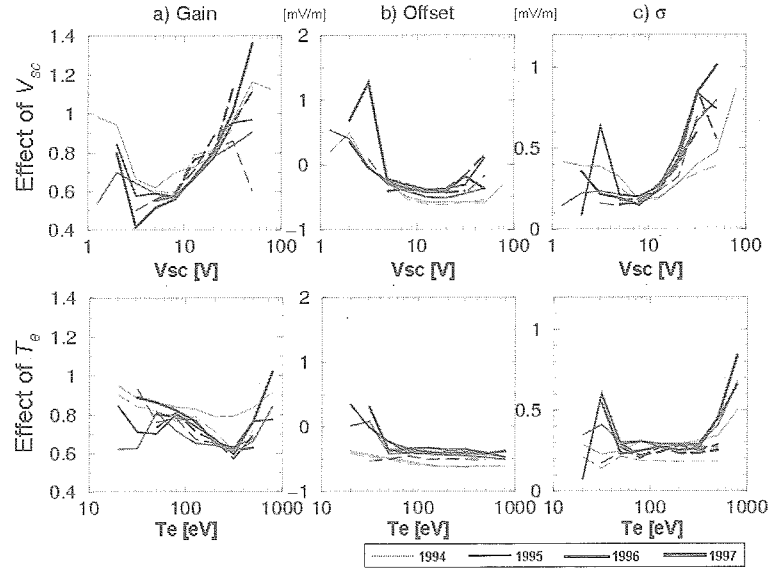 a) Gain [mV/m] b) Offset [mV/m] c) σ
Effect of Vsc
1.4 1.2 1 0.8 0.6 0.4
2 1 0 −1
1 0.5 0
1 10 100
1 10 100
1 10 100
Vsc [V] Vsc [V] Vsc [V]
Effect of Te
1.4 1.2 1 0.8 0.6 0.4
2 1 0 −1
1 0.5 0
10 100 1000
10 100 1000
10 100 1000
Te [eV] Te [eV] Te [eV]
1994 1995 1996 1997